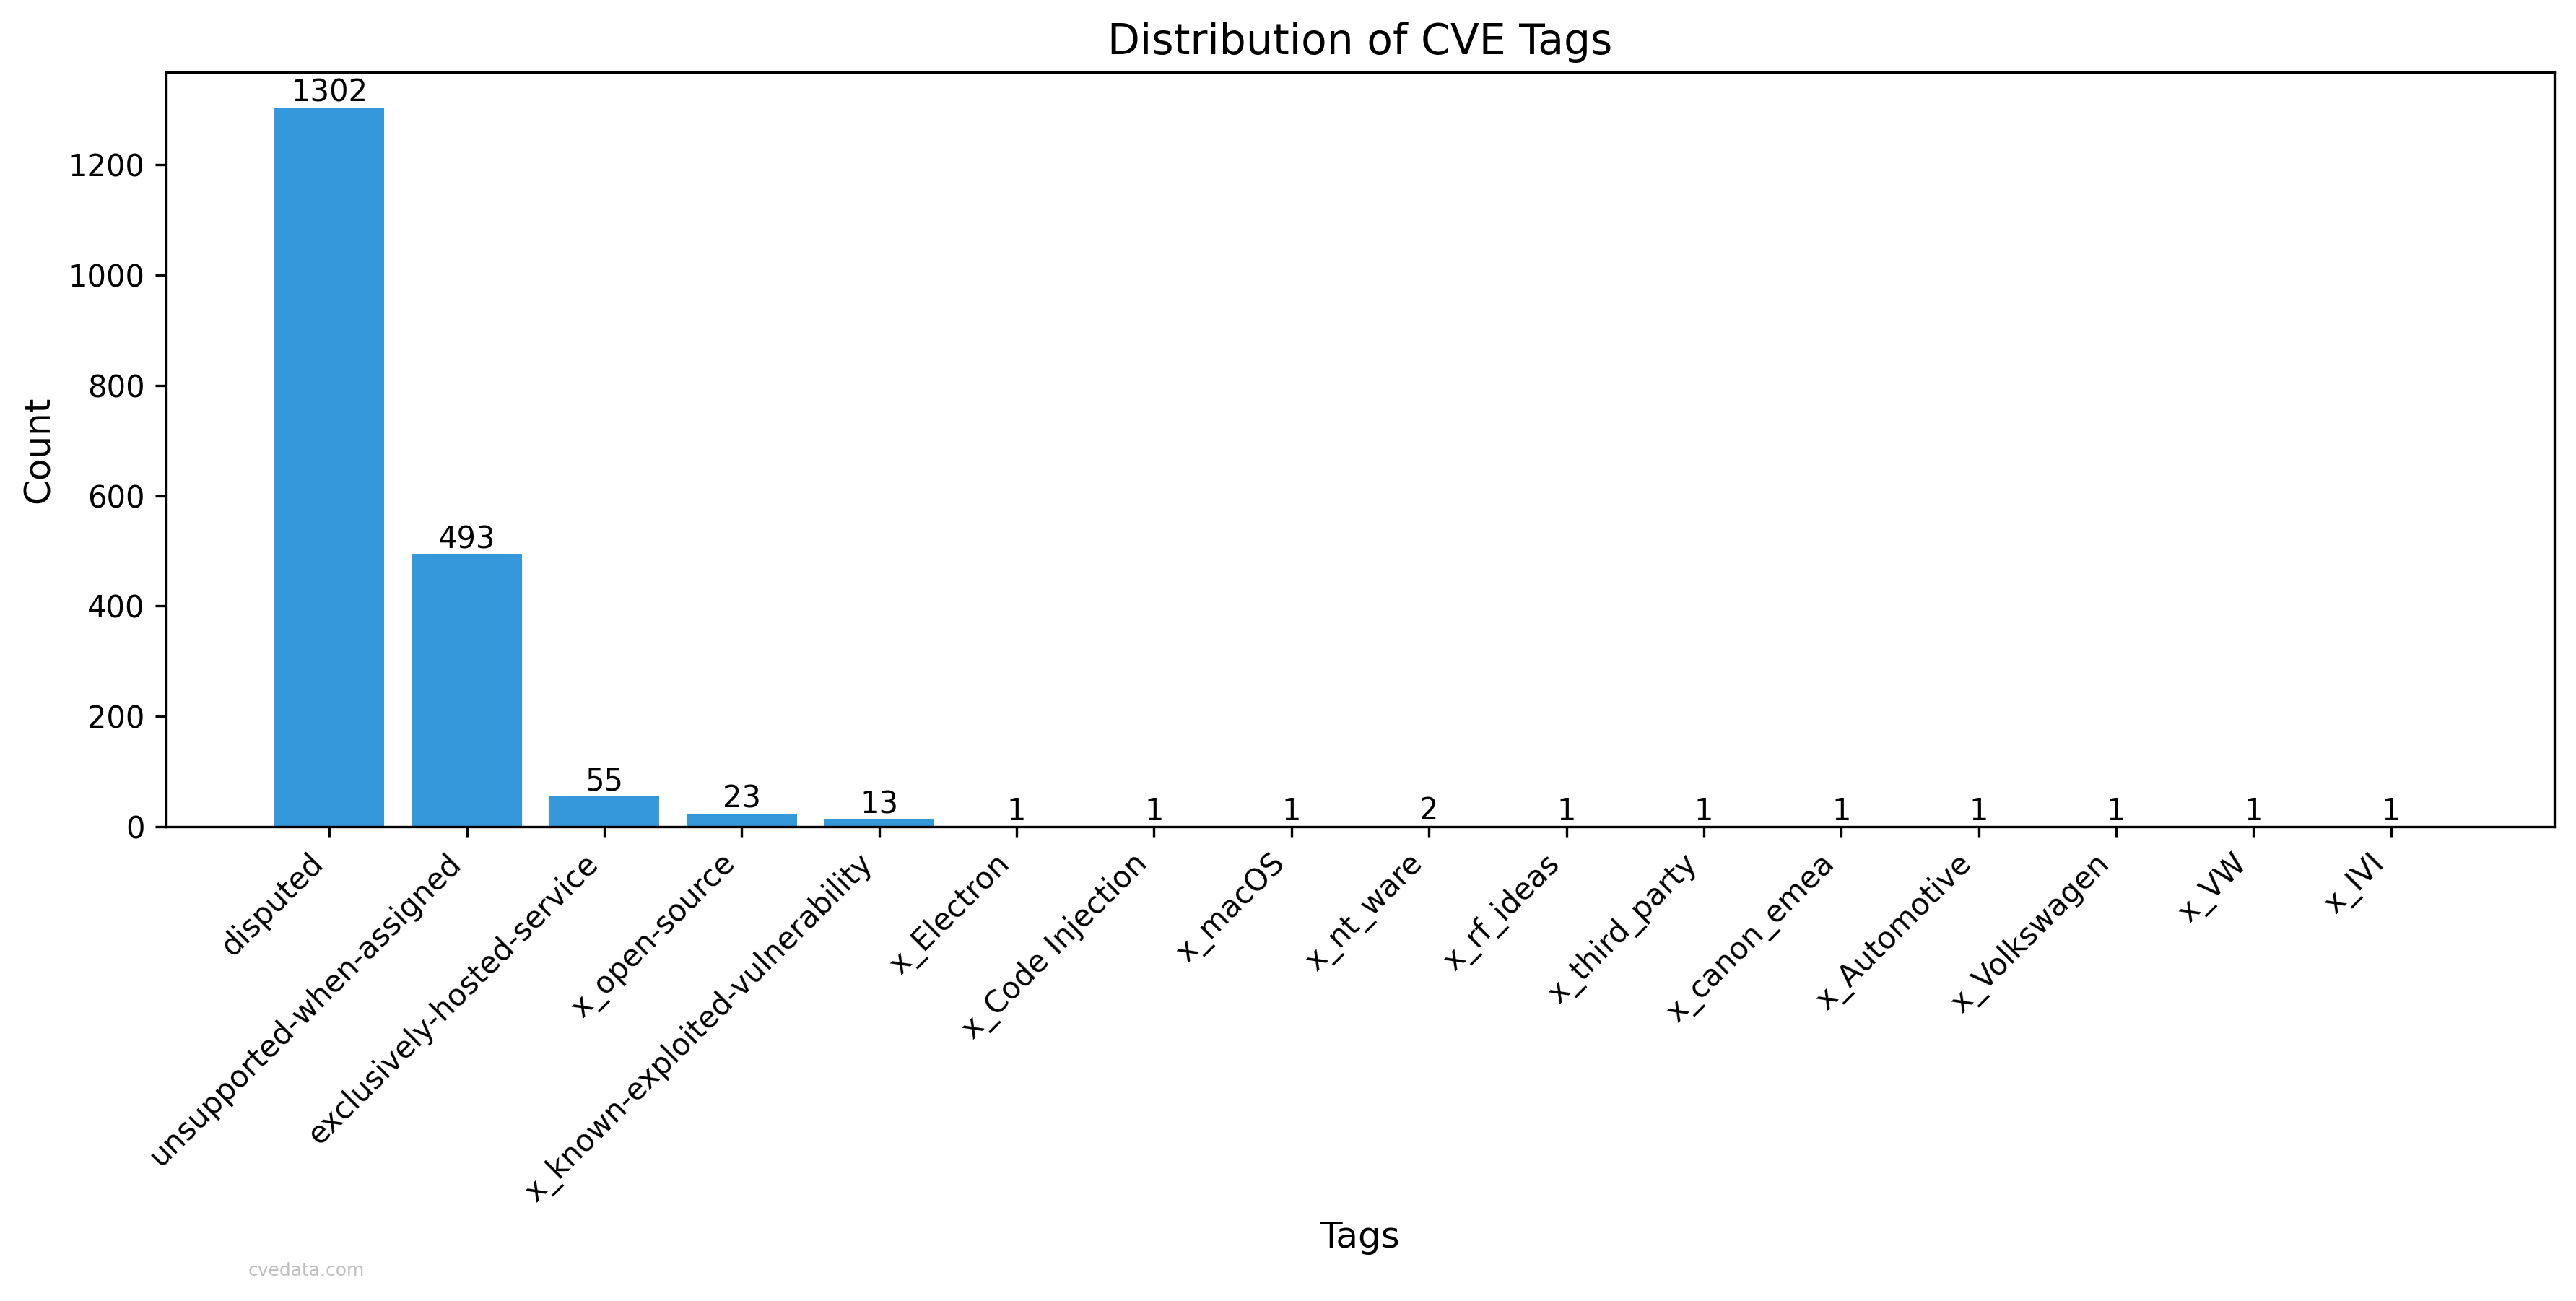 Distribution of CVE Tags
Count
1200
1000
800
600
400
200
0
1302
493
55
23
13
1
1
1
2
1
1
1
1
1
1
1
disputed
unsupported-when-assigned
exclusively-hosted-service
x_open-source
x_known-exploited-vulnerability
x_Electron
x_Code Injection
x_macOS
x_nt_ware
x_rf_ideas
x_third_party
x_canon_emea
x_Automotive
x_Volkswagen
x_VW
x_IVI
Tags
cvedata.com